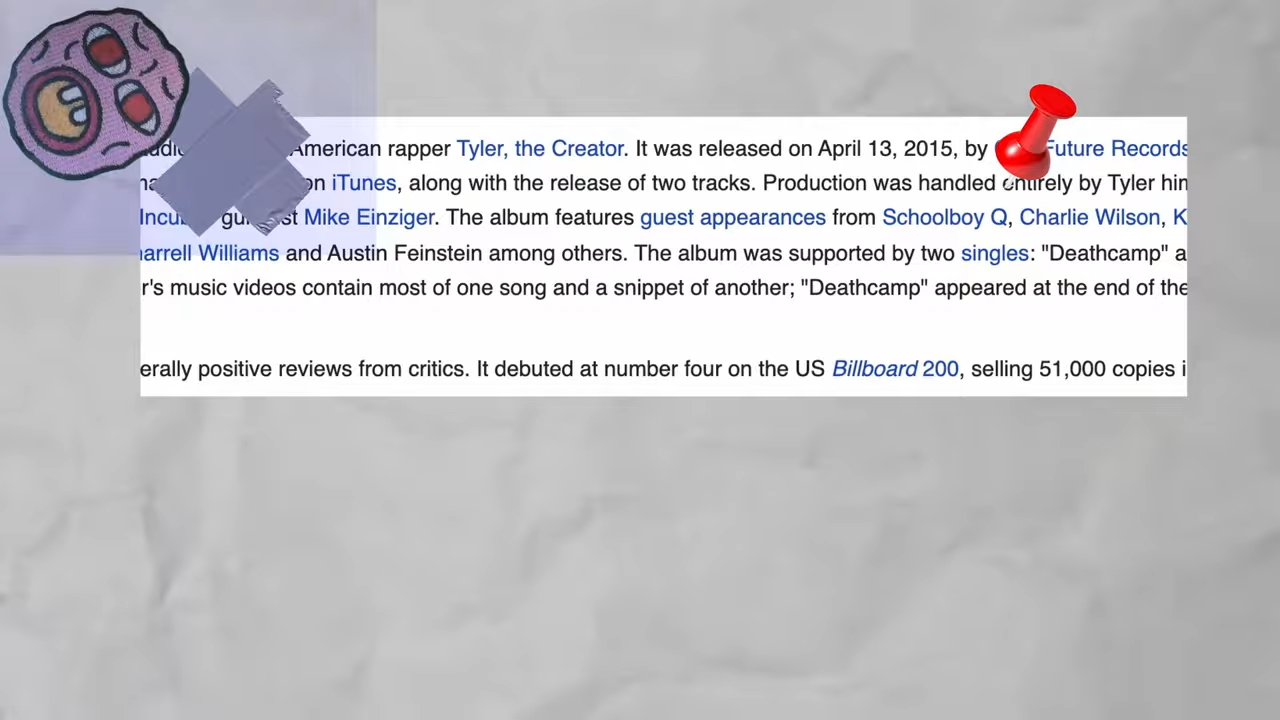 American rapper Tyler, the Creator. It was released on April 13, 2015, by Future Records
on iTunes, along with the release of two tracks. Production was handled entirely by Tyler
Mike Einziger. The album features guest appearances from Schoolboy Q, Charlie Wilson, K
Williams and Austin Feinstein among others. The album was supported by two singles: "Deathcamp" a
r's music videos contain most of one song and a snippet of another; "Deathcamp" appeared at the end of the
erally positive reviews from critics. It debuted at number four on the US Billboard 200, selling 51,000 copies i